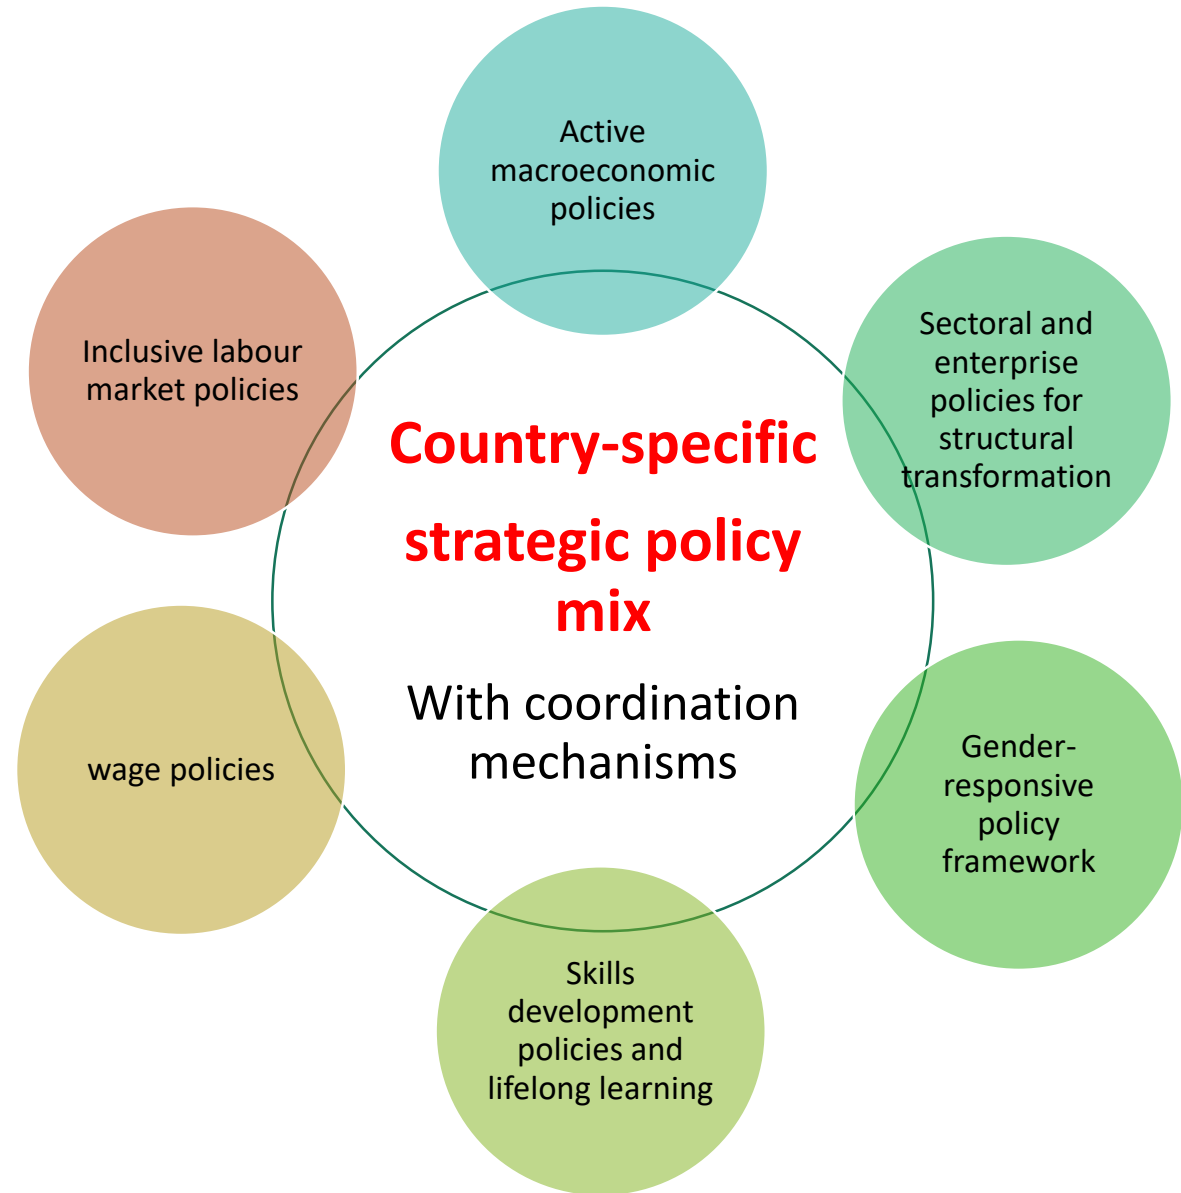 Active
macroeconomic
policies
Sectoral and
enterprise
policies for
structural
transformation
Gender-
responsive
policy
framework
Skills
development
policies and
lifelong learning
wage policies
Inclusive labour
market policies
Country-specific
strategic policy
mix
With coordination
mechanisms